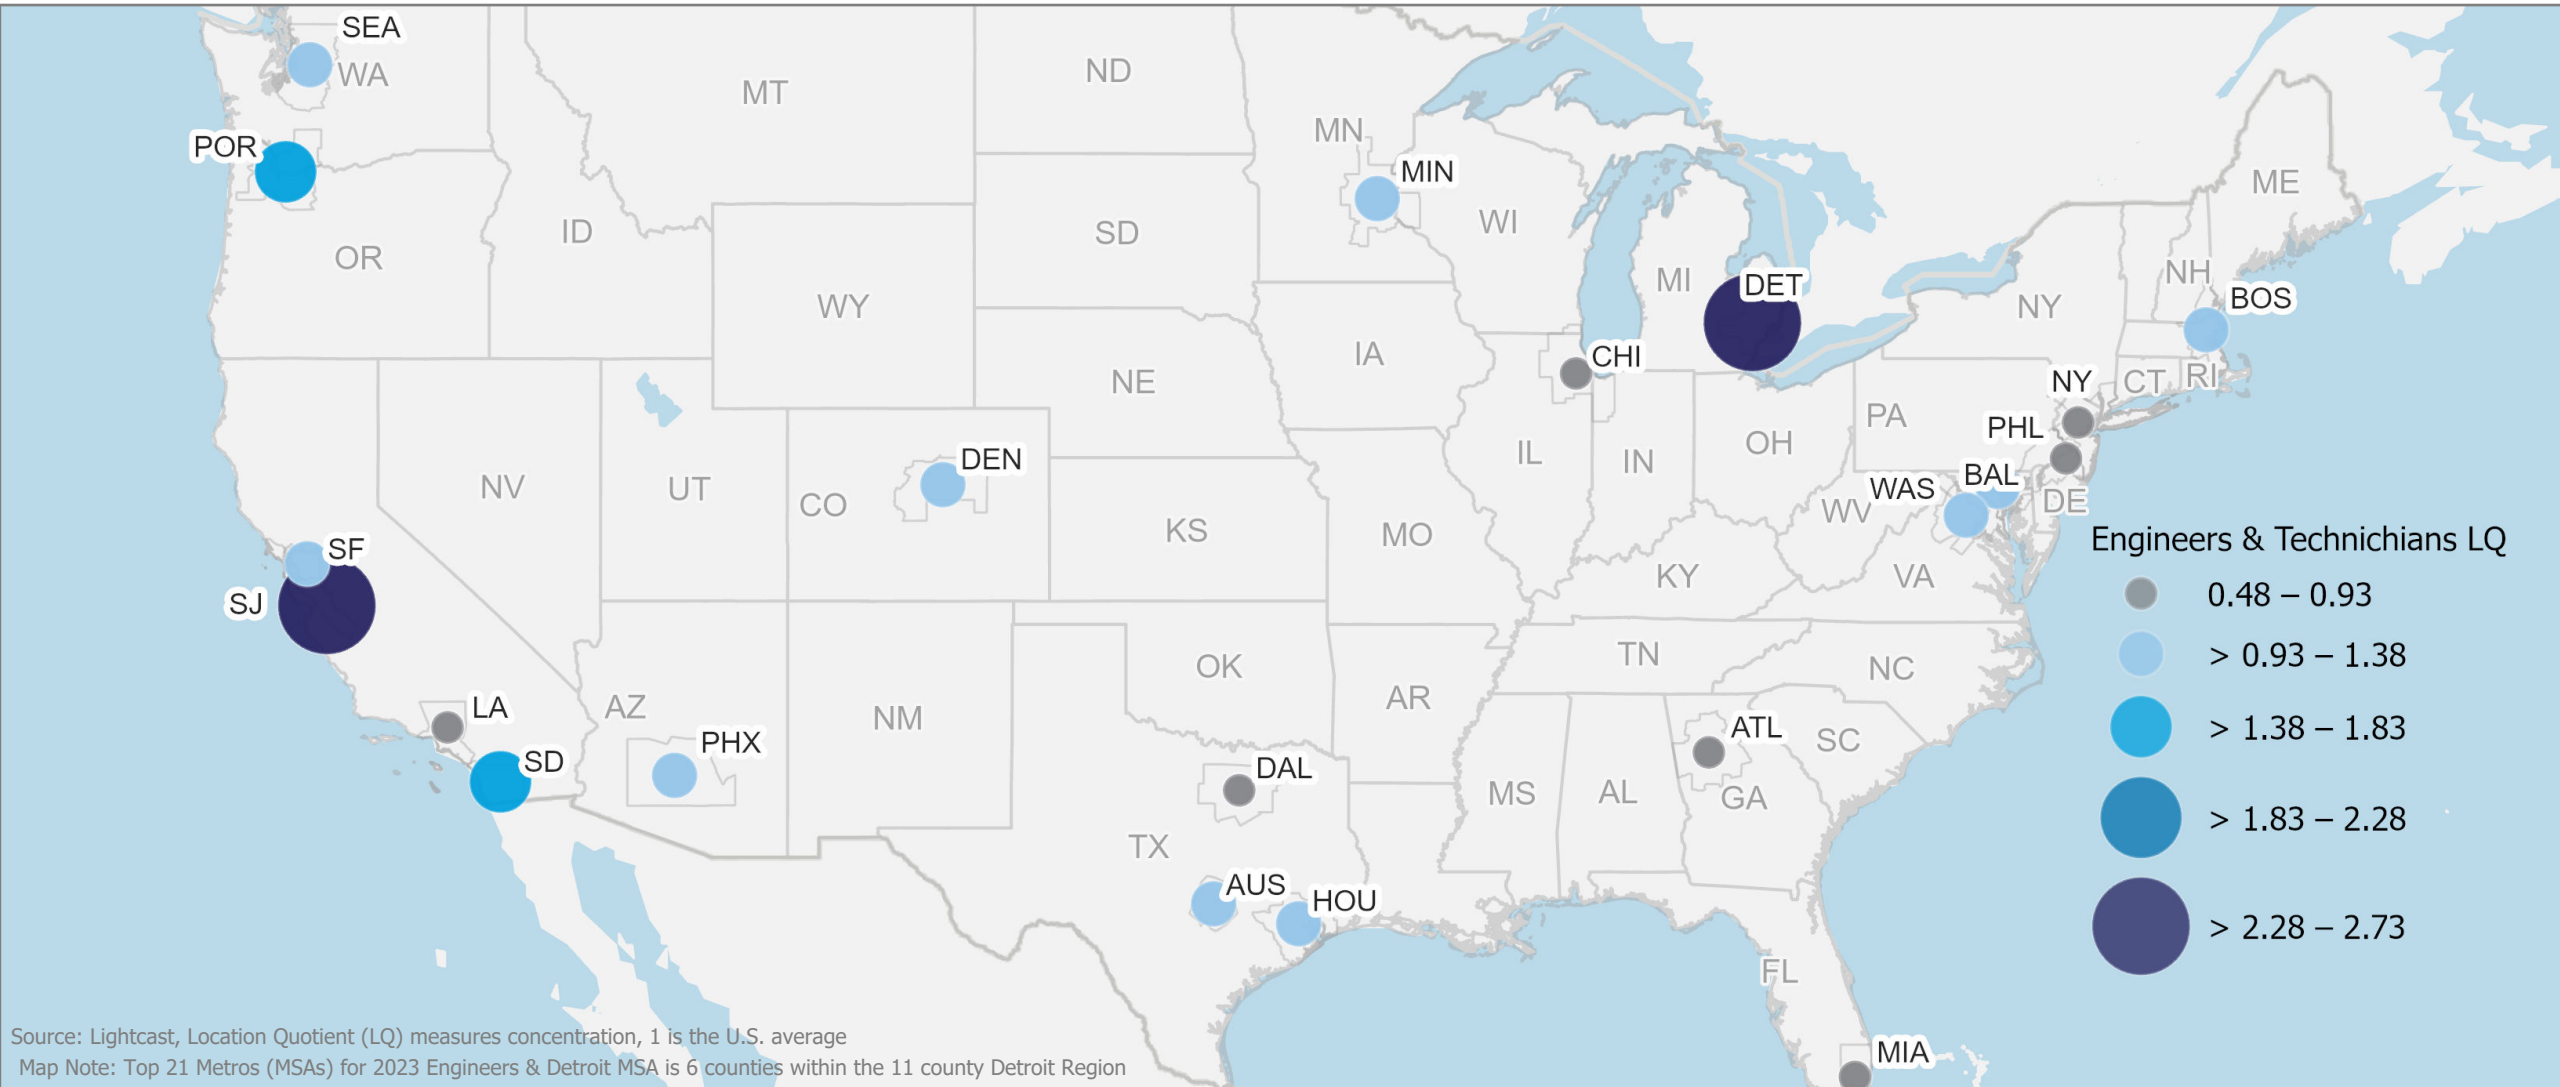 SEA
WA
MT
ND
MN
POR
MIN
ME
OR
ID
SD
WI
MI
DET
NH
BOS
WY
NY
IA
CHI
NE
NY
CT
RI
PA
PHL
OH
DEN
NV
UT
CO
IL
IN
WAS
BAL
DE
WV
KS
MO
SF
SJ
KY
VA
Engineers & Technichians LQ
0.48 – 0.93
> 0.93 – 1.38
> 1.38 – 1.83
> 1.83 – 2.28
> 2.28 – 2.73
OK
TN
NC
LA
AZ
NM
AR
SD
PHX
DAL
ATL
SC
MS
AL
GA
TX
AUS
HOU
FL
MIA
Source: Lightcast, Location Quotient (LQ) measures concentration, 1 is the U.S. average
Map Note: Top 21 Metros (MSAs) for 2023 Engineers & Detroit MSA is 6 counties within the 11 county Detroit Region